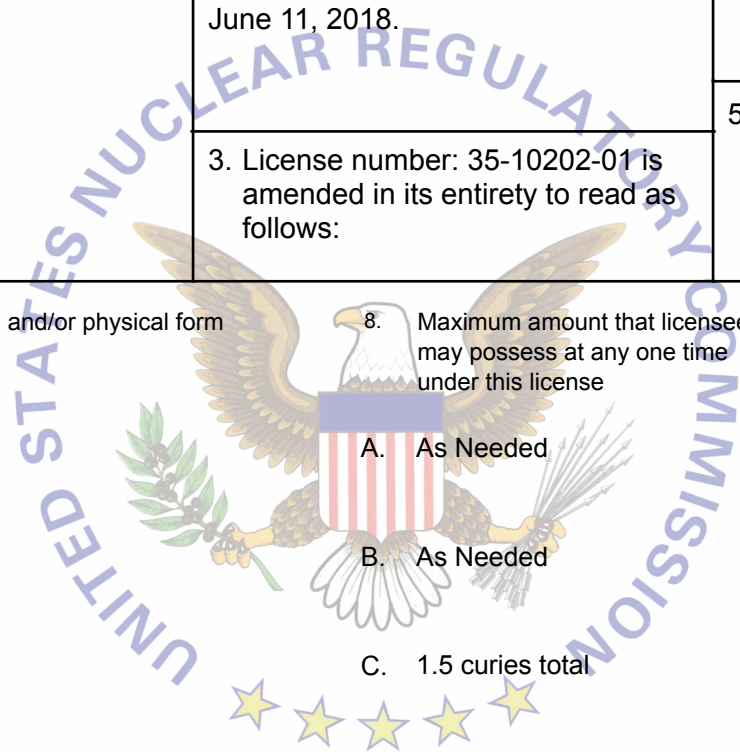 June 11, 2018.
5
3. License number: 35-10202-01 is
amended in its entirety to read as
follows:
and/or physical form
8. Maximum amount that licensee
may possess at any one time
under this license
A. As Needed
B. As Needed
C. 1.5 curies total
UNITED STATES NUCLEAR REGULATORY COMMISSION